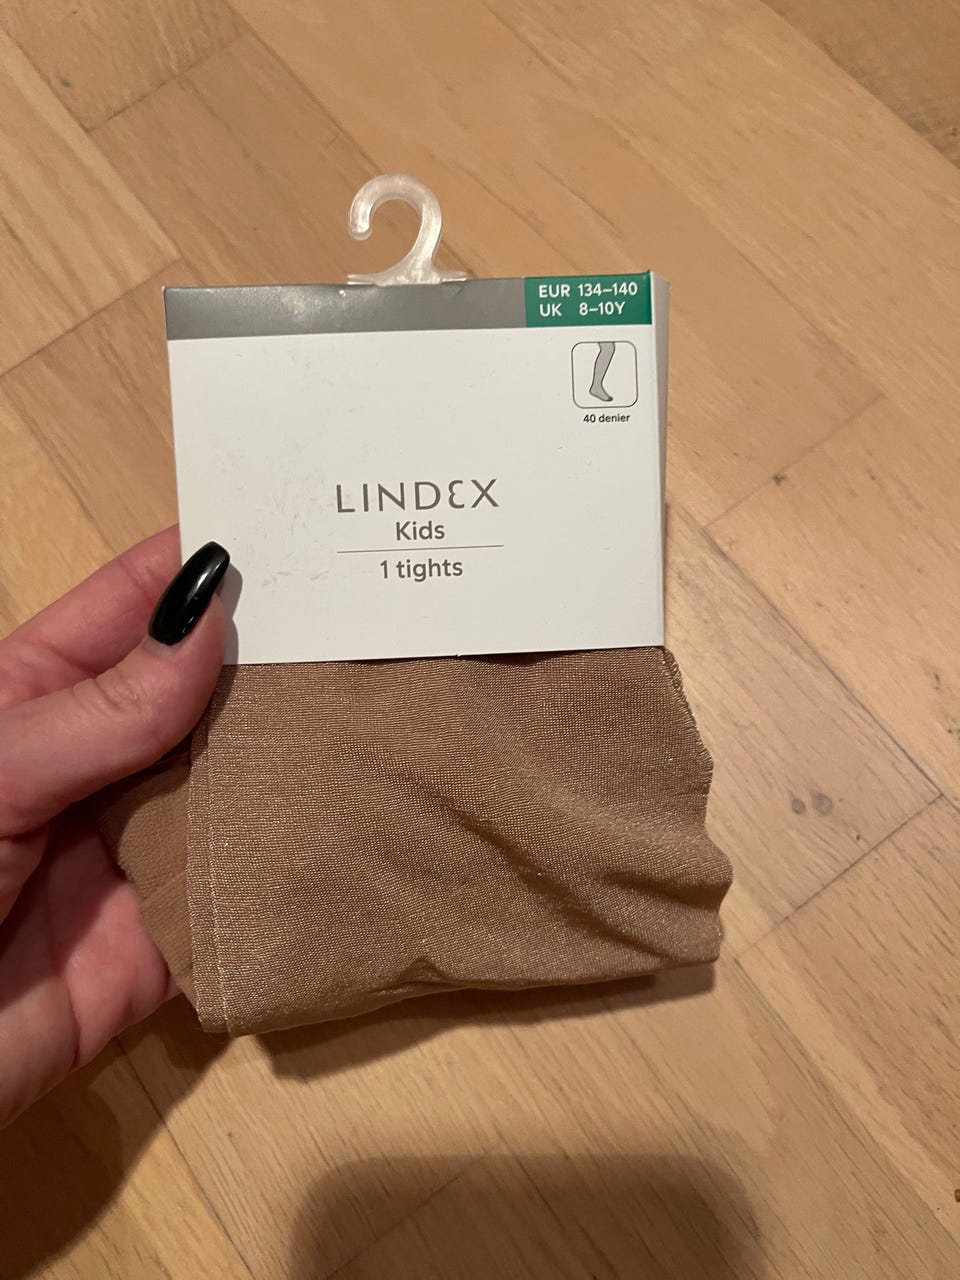 EUR 134–140
UK 8–10Y
40 denier
LINDEX
Kids
1 tights